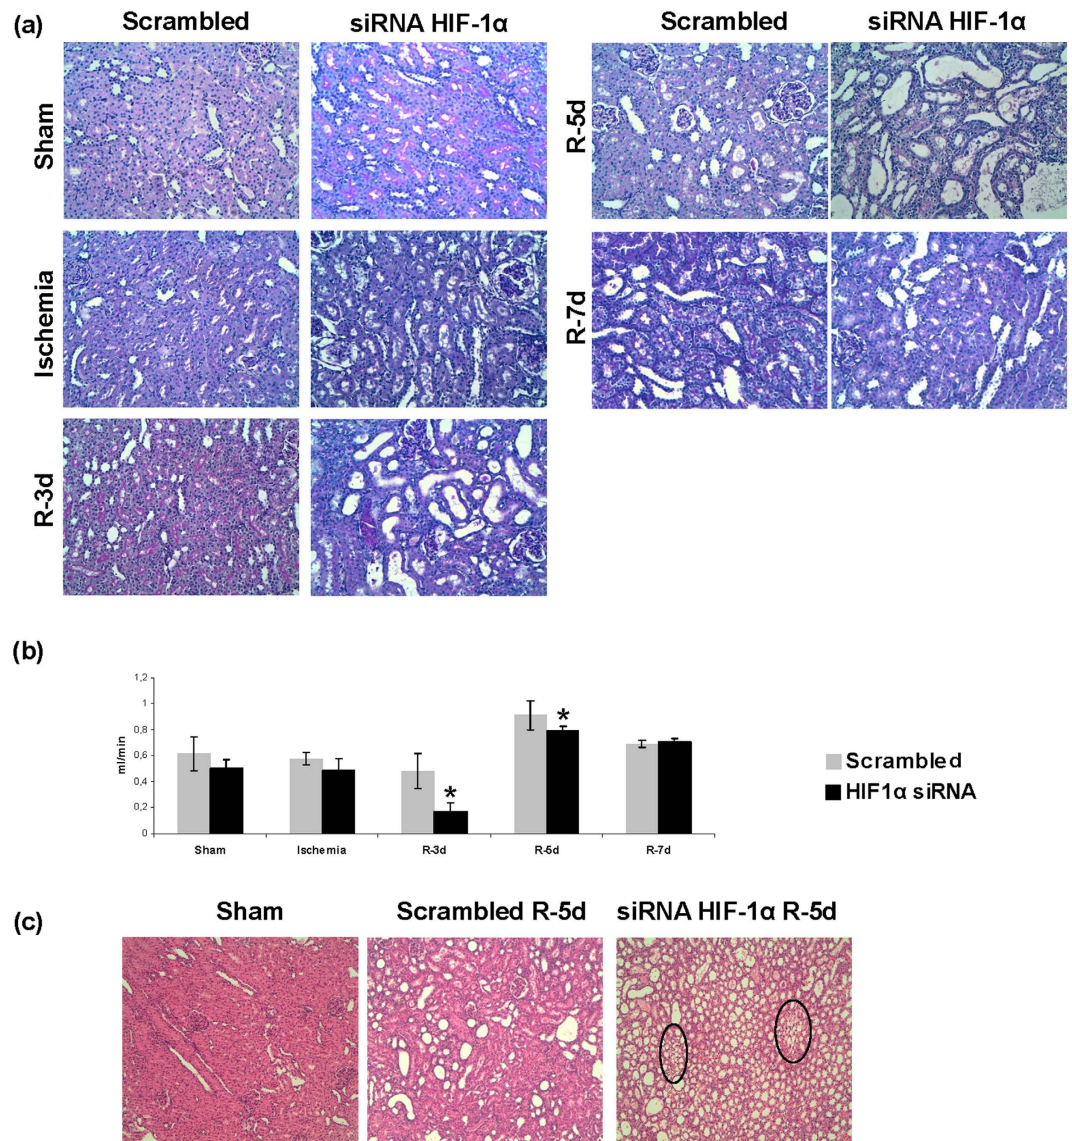 (a)
Scrambled
siRNA HIF-1α
Sham
Ischemia
R-3d
Scrambled
siRNA HIF-1α
R-5d
R-7d
(b)
1,2
1
0,8
0,6
0,4
0,2
0
ml/min
*
*
Sham
Ischemia
R-3d
R-5d
R-7d
Scrambled
HIF1α siRNA
(c)
Sham
Scrambled R-5d
siRNA HIF-1α R-5d